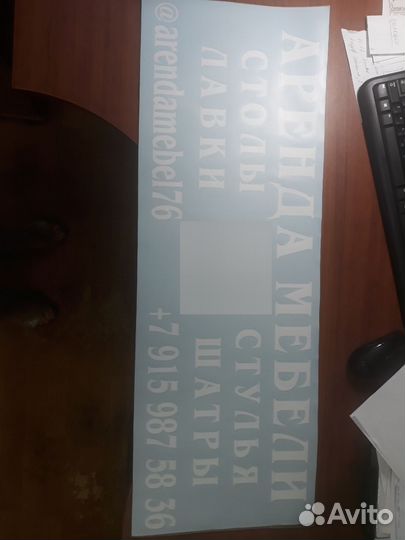 АРЕНДА МЕБЕЛИ
СТОЛЫ
СТУЛЬЯ
ЛАВКИ
ШАТРЫ
@arendamebel76
+7 915 987 58 36
Avito